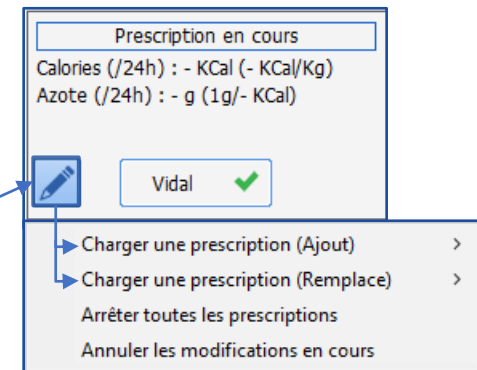 Prescription en cours
Calories (/24h) : - KCal (- KCal/Kg)
Azote (/24h) : - g (1g/- KCal)
Vidal
Charger une prescription (Ajout)
Charger une prescription (Remplace)
Arrêter toutes les prescriptions
Annuler les modifications en cours